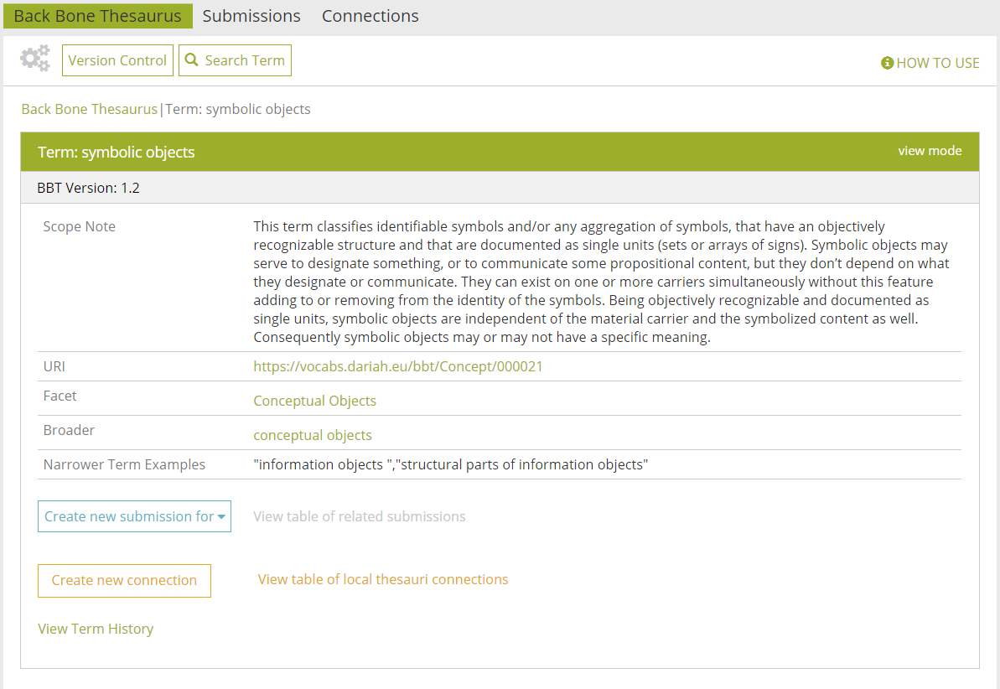 Back Bone Thesaurus Submissions Connections
Version Control Search Term HOW TO USE
Back Bone Thesaurus|Term: symbolic objects
Term: symbolic objects view mode
BBT Version: 1.2
Scope Note This term classifies identifiable symbols and/or any aggregation of symbols, that have an objectively
recognizable structure and that are documented as single units (sets or arrays of signs). Symbolic objects may
serve to designate something, or to communicate some propositional content, but they don’t depend on what
they designate or communicate. They can exist on one or more carriers simultaneously without this feature
adding to or removing from the identity of the symbols. Being objectively recognizable and documented as
single units, symbolic objects are independent of the material carrier and the symbolized content as well.
Consequently symbolic objects may or may not have a specific meaning.
URI https://vocabs.dariah.eu/bbt/Concept/000021
Facet Conceptual Objects
Broader conceptual objects
Narrower Term Examples "information objects ","structural parts of information objects"
Create new submission for View table of related submissions
Create new connection View table of local thesauri connections
View Term History